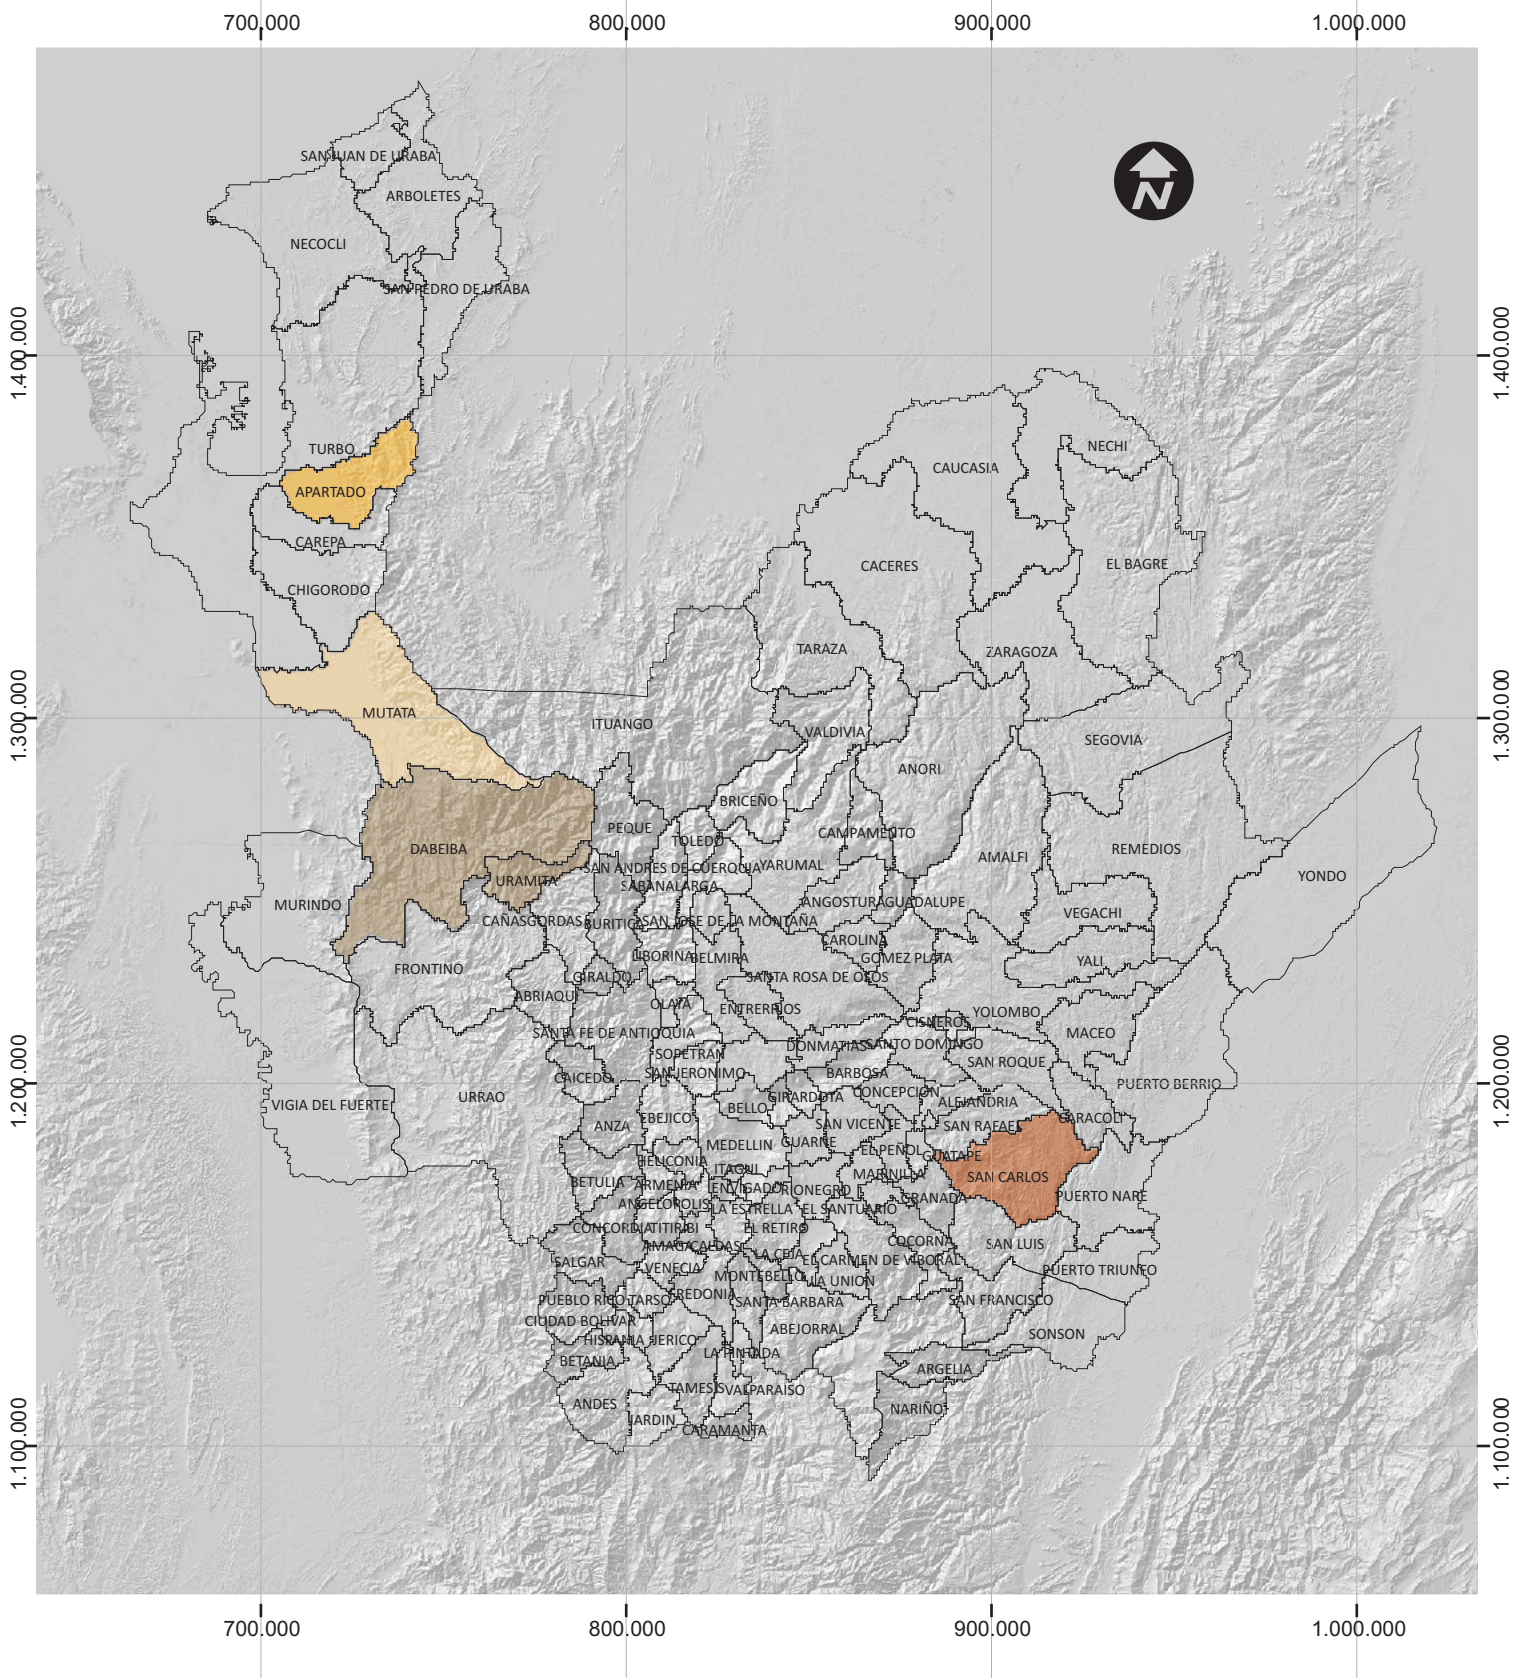 700.000
800.000
900.000
1.000.000
SAN JUAN DE URABA
ARBOLETES
N
NECOCLI
SAN PEDRO DE URABA
1.400.000
1.400.000
TURBO
NECHI
CAUCASIA
APARTADO
CAREPA
EL BAGRE
CACERES
CHIGORODO
TARAZA
ZARAGOZA
1.300.000
1.300.000
MUTATA
ITUANGO
VALDIVIA
SEGOVIA
ANORI
BRICEÑO
PEQUE
CAMPAMENTO
TOLEDO
DABEIBA
REMEDIOS
AMALFI
YARUMAL
SAN ANDRES DE CUERQUIA
YONDO
URAMITA
SABANALARGA
MURINDO
ANGOSTURA
GUADALUPE
VEGACHI
CAÑASGORDAS
BURITICA
SAN JOSE DE LA MONTAÑA
CAROLINA
LIBORINA
BELMIRA
GOMEZ PLATA
YALI
FRONTINO
GIRALDO
SANTA ROSA DE OSOS
ABRIAQUI
OLAYA
ENTRERRIOS
YOLOMBO
CISNEROS
SANTA FE DE ANTIOQUIA
MACEO
DONMATIAS
SANTO DOMINGO
SOPETRAN
SAN ROQUE
SAN JERONIMO
BARBOSA
CAICEDO
PUERTO BERRIO
1.200.000
1.200.000
CONCEPCION
URRAO
GIRARDOTA
ALEJANDRIA
VIGIA DEL FUERTE
BELLO
EBEJICO
CARACOLI
ANZA
SAN VICENTE
SAN RAFAEL
MEDELLIN
GUARNE
EL PEÑOL
GUATAPE
HELICONIA
ITAGUI
MARINILLA
SAN CARLOS
BETULIA
ARMENIA
ENVIGADO
RIONEGRO
PUERTO NARE
GRANADA
ANGELOPOLIS
LA ESTRELLA
EL SANTUARIO
CONCORDIA
TITIRIBI
EL RETIRO
COCORNA
SAN LUIS
AMAGA
CALDAS
LA CEJA
EL CARMEN DE VIBORAL
SALGAR
VENECIA
PUERTO TRIUNFO
MONTEBELLO
LA UNION
FREDONIA
PUEBLO RICO
TARSO
SANTA BARBARA
SAN FRANCISCO
CIUDAD BOLIVAR
ABEJORRAL
SONSON
HISPANIA
JERICO
LA PINTADA
BETANIA
ARGELIA
TAMESIS
VALPARAISO
ANDES
NARIÑO
JARDIN
CARAMANTA
1.100.000
1.100.000
700.000
800.000
900.000
1.000.000